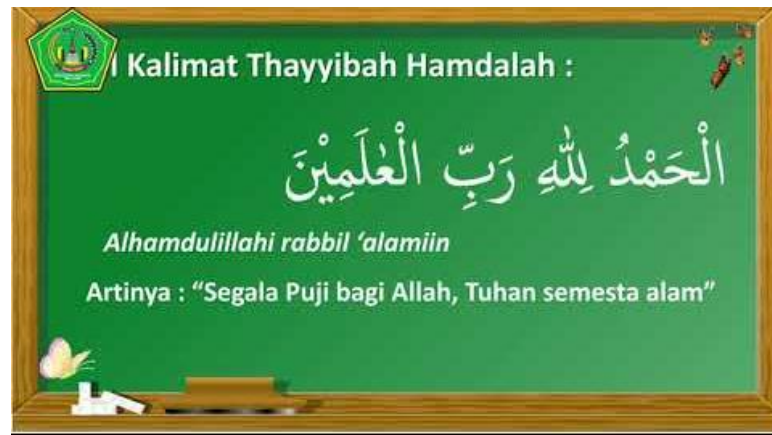 Kalimat Thayyibah Hamdalah :
الْحَمْدُ لِلّٰهِ رَبِّ الْعٰلَمِيْنَ
Alhamdulillahi rabbil ‘alamiin
Artinya : “Segala Puji bagi Allah, Tuhan semesta alam”